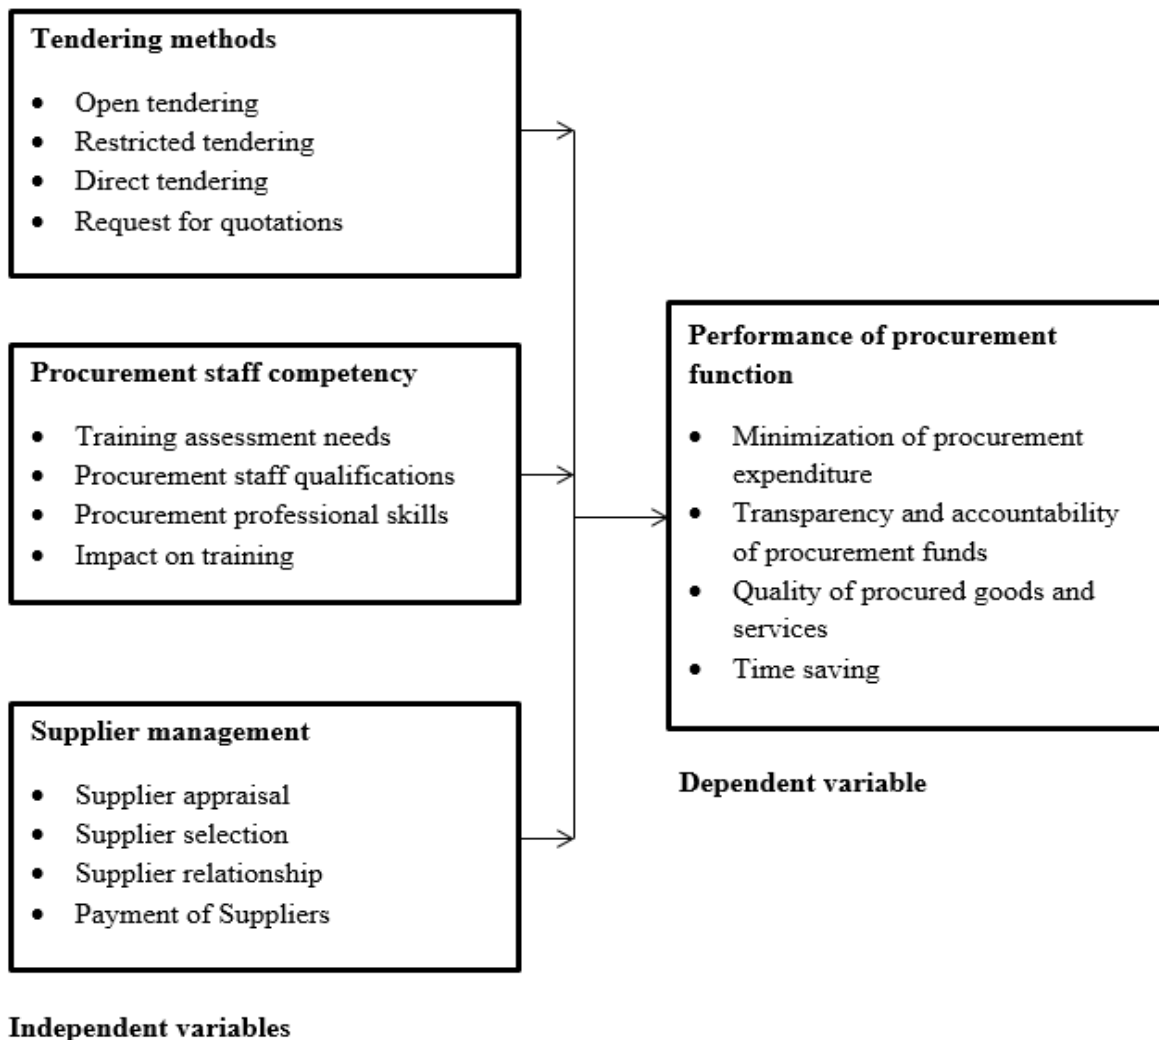 Tendering methods
• Open tendering
• Restricted tendering
• Direct tendering
• Request for quotations
Procurement staff competency
• Training assessment needs
• Procurement staff qualifications
• Procurement professional skills
• Impact on training
Supplier management
• Supplier appraisal
• Supplier selection
• Supplier relationship
• Payment of Suppliers
Independent variables
Performance of procurement
function
• Minimization of procurement
expenditure
• Transparency and accountability
of procurement funds
• Quality of procured goods and
services
• Time saving
Dependent variable